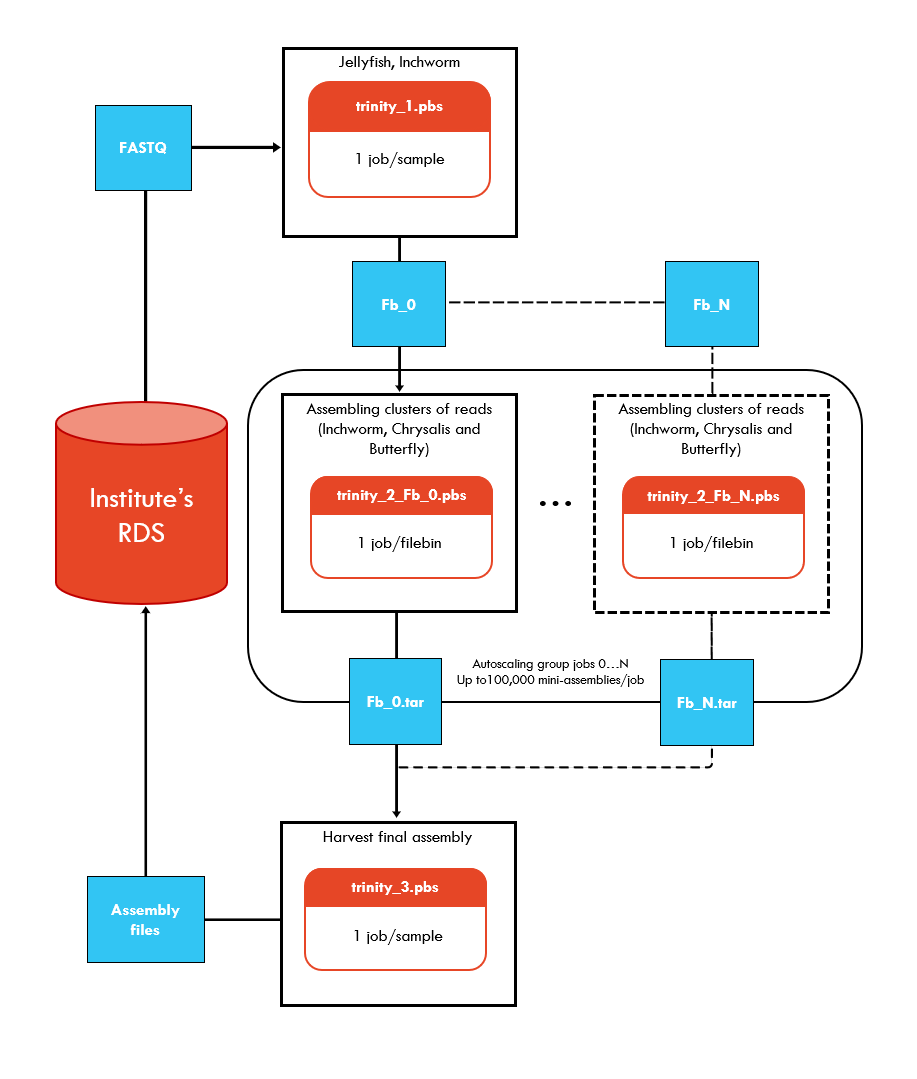 Jellyfish, Inchworm
trinity_1.pbs
1 job/sample
FASTQ
Fb_0
Fb_N
Assembling clusters of reads
(Inchworm, Chrysalis and
Butterfly)
trinity_2_Fb_0.pbs
1 job/filebin
...
Assembling clusters of reads
(Inchworm, Chrysalis and
Butterfly)
trinity_2_Fb_N.pbs
1 job/filebin
Institute's
RDS
Autoscaling group jobs 0...N
Up to100,000 mini-assemblies/job
Fb_0.tar
Fb_N.tar
Harvest final assembly
trinity_3.pbs
1 job/sample
Assembly
files